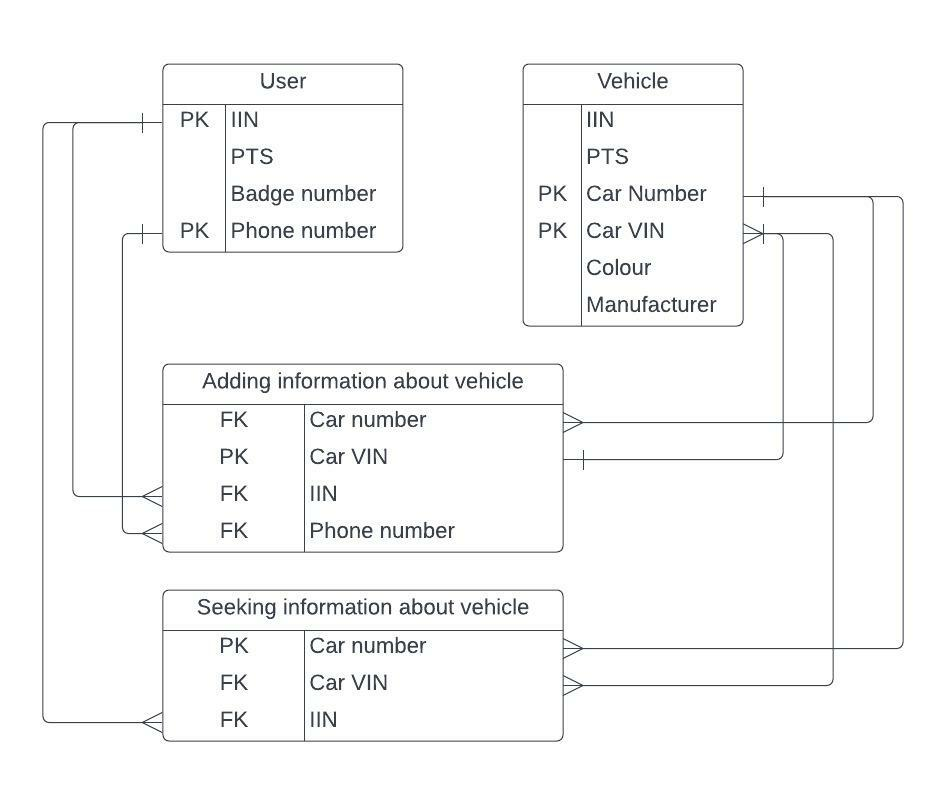 User
PK IIN
PTS
Badge number
PK Phone number
Vehicle
IIN
PTS
PK Car Number
PK Car VIN
Colour
Manufacturer
Adding information about vehicle
FK Car number
PK Car VIN
FK IIN
FK Phone number
Seeking information about vehicle
PK Car number
FK Car VIN
FK IIN